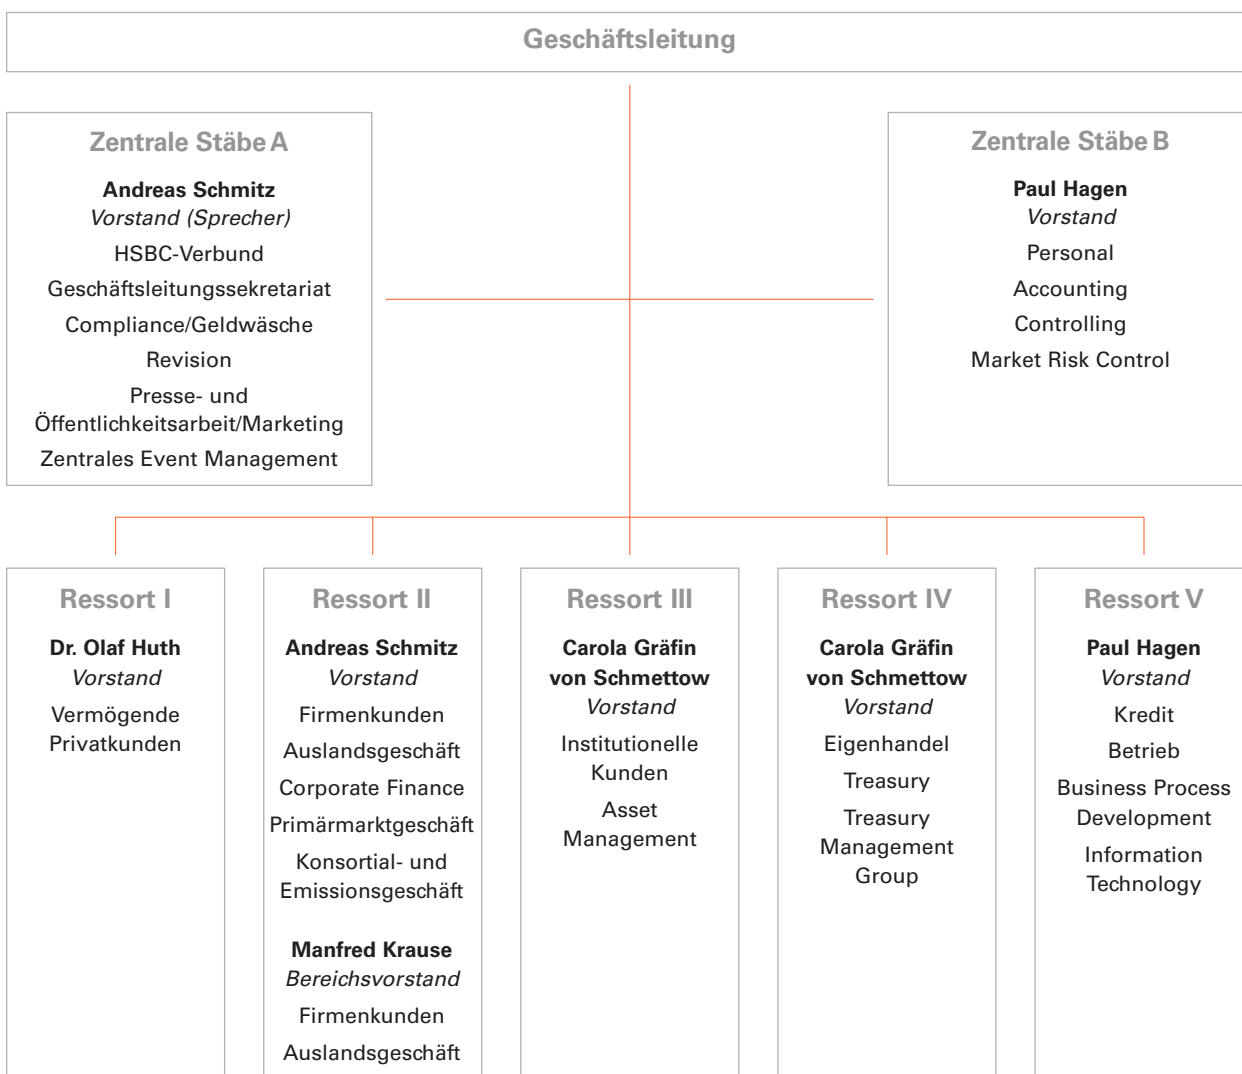 Geschäftsleitung
Zentrale Stäbe A
Andreas Schmitz
Vorstand (Sprecher)
HSBC-Verbund
Geschäftsleitungssekretariat
Compliance/Geldwäsche
Revision
Presse- und
Öffentlichkeitsarbeit/Marketing
Zentrales Event Management
Zentrale Stäbe B
Paul Hagen
Vorstand
Personal
Accounting
Controlling
Market Risk Control
Ressort I
Dr. Olaf Huth
Vorstand
Vermögende
Privatkunden
Ressort II
Andreas Schmitz
Vorstand
Firmenkunden
Auslandsgeschäft
Corporate Finance
Primärmarktgeschäft
Konsortial- und
Emissionsgeschäft
Manfred Krause
Bereichsvorstand
Firmenkunden
Auslandsgeschäft
Ressort III
Carola Gräfin
von Schmettow
Vorstand
Institutionelle
Kunden
Asset
Management
Ressort IV
Carola Gräfin
von Schmettow
Vorstand
Eigenhandel
Treasury
Treasury
Management
Group
Ressort V
Paul Hagen
Vorstand
Kredit
Betrieb
Business Process
Development
Information
Technology